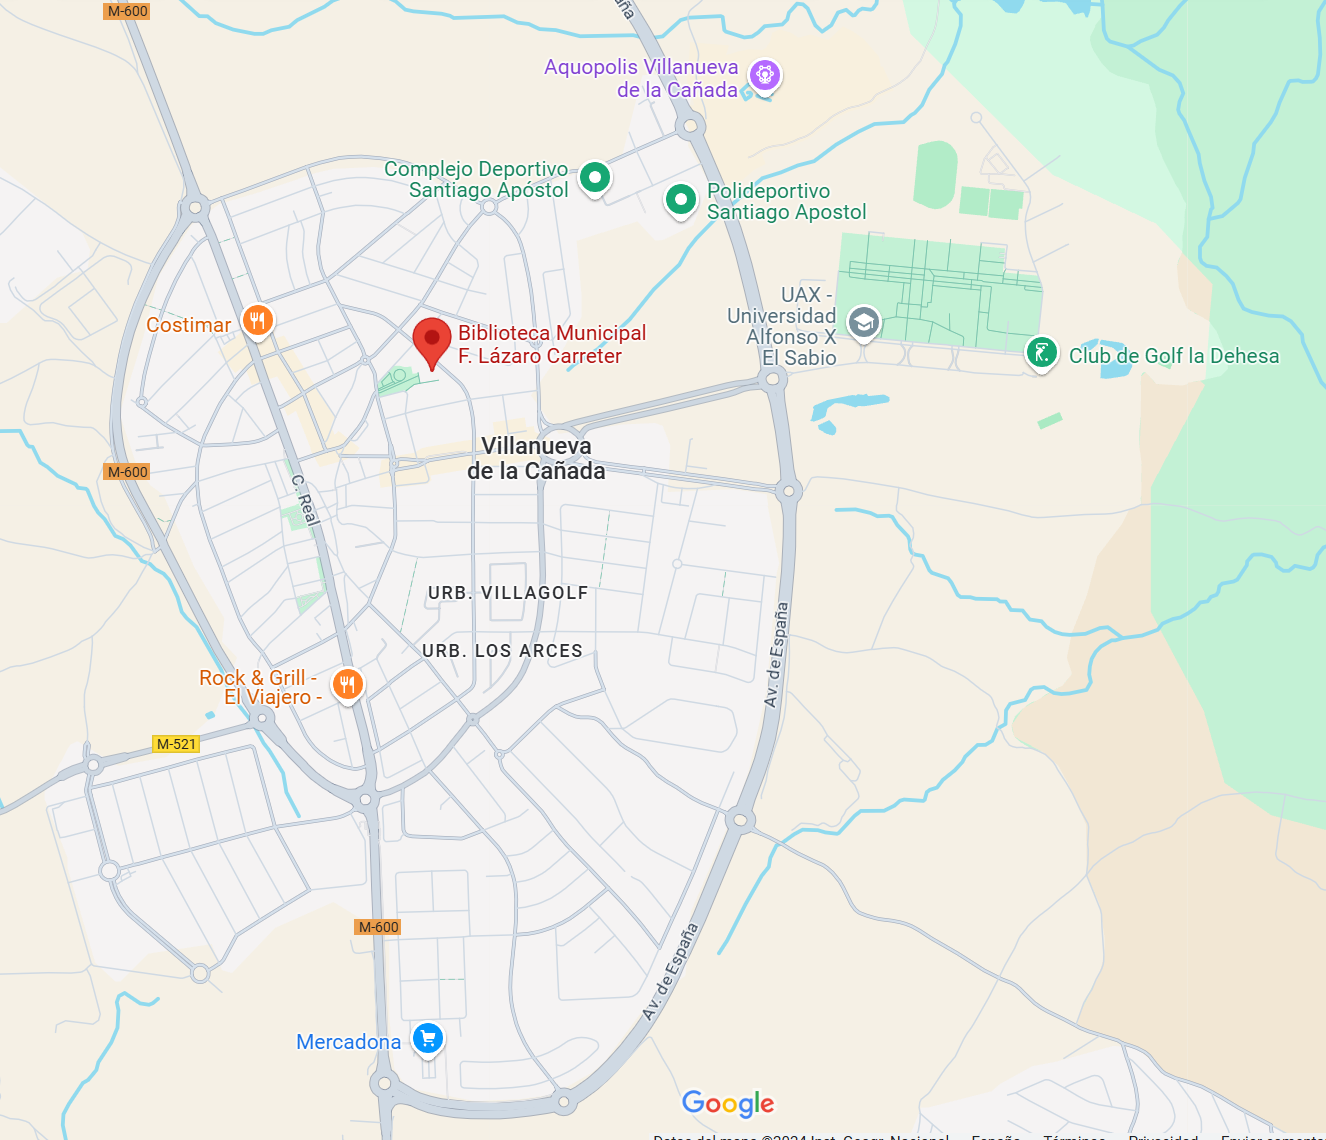 M-600
aña
Aquopolis Villanueva
de la Cañada
Complejo Deportivo
Santiago Apóstol
Polideportivo
Santiago Apostol
UAX -
Universidad
Alfonso X
El Sabio
Costimar
Biblioteca Municipal
F. Lázaro Carreter
Club de Golf la Dehesa
Villanueva
de la Cañada
M-600
C. Real
URB. VILLAGOLF
URB. LOS ARCES
Av. de España
Rock & Grill -
El Viajero -
M-521
M-600
Av. de España
Mercadona
Google
Datos del mapa ©2024 Inst. Geogr. Nacional España Términos Privacidad Enviar comentar